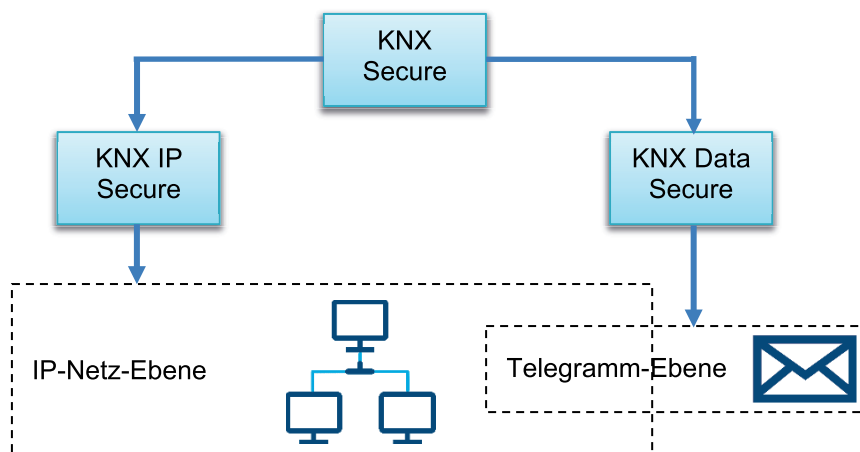 KNX
Secure
KNX IP
Secure
KNX Data
Secure
IP-Netz-Ebene
Telegramm-Ebene